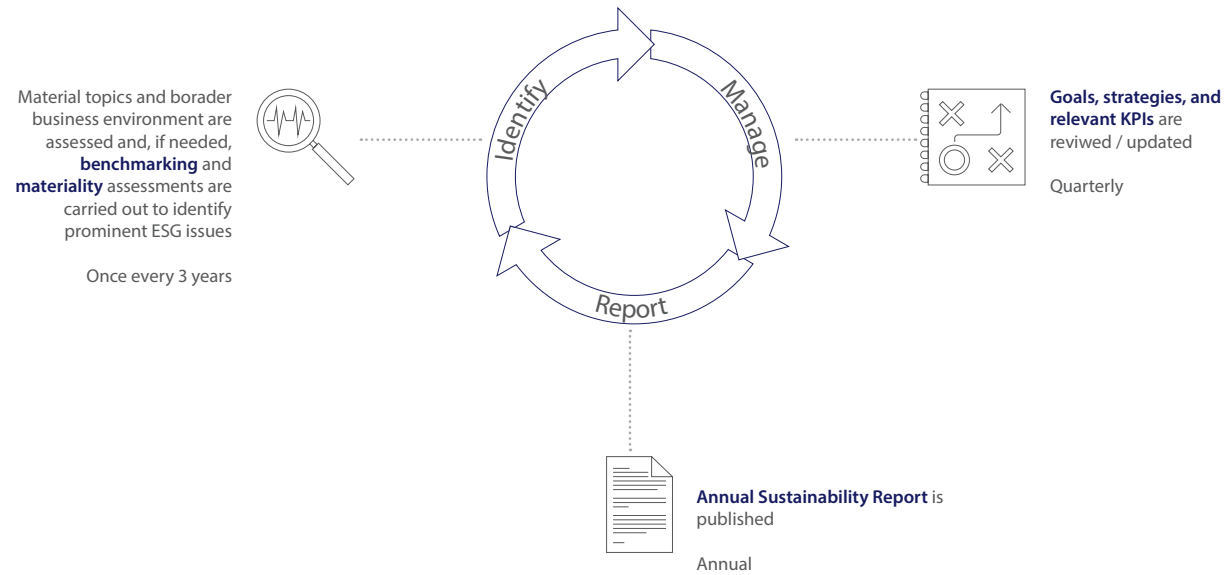 Material topics and borader
business environment are
assessed and, if needed,
benchmarking and
materiality assessments are
carried out to identify
prominent ESG issues
Once every 3 years
Identify
Manage
Report
Goals, strategies, and
relevant KPIs are
reviwed / updated
Quarterly
Annual Sustainability Report is
published
Annual